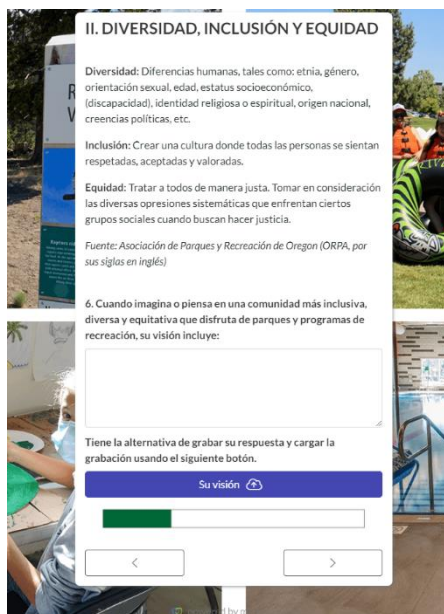 II. DIVERSIDAD, INCLUSIÓN Y EQUIDAD
Diversidad: Diferencias humanas, tales como: etnia, género,
orientación sexual, edad, estatus socioeconómico,
(discapacidad), identidad religiosa o espiritual, origen nacional,
creencias políticas, etc.
Inclusión: Crear una cultura donde todas las personas se sientan
respetadas, aceptadas y valoradas.
Equidad: Tratar a todos de manera justa. Tomar en consideración
las diversas opresiones sistemáticas que enfrentan ciertos
grupos sociales cuando buscan hacer justicia.
Fuente: Asociación de Parques y Recreación de Oregon (ORPA, por
sus siglas en inglés)
6. Cuando imagina o piensa en una comunidad más inclusiva,
diversa y equitativa que disfruta de parques y programas de
recreación, su visión incluye:
Tiene la alternativa de grabar su respuesta y cargar la
grabación usando el siguiente botón.
Su visión